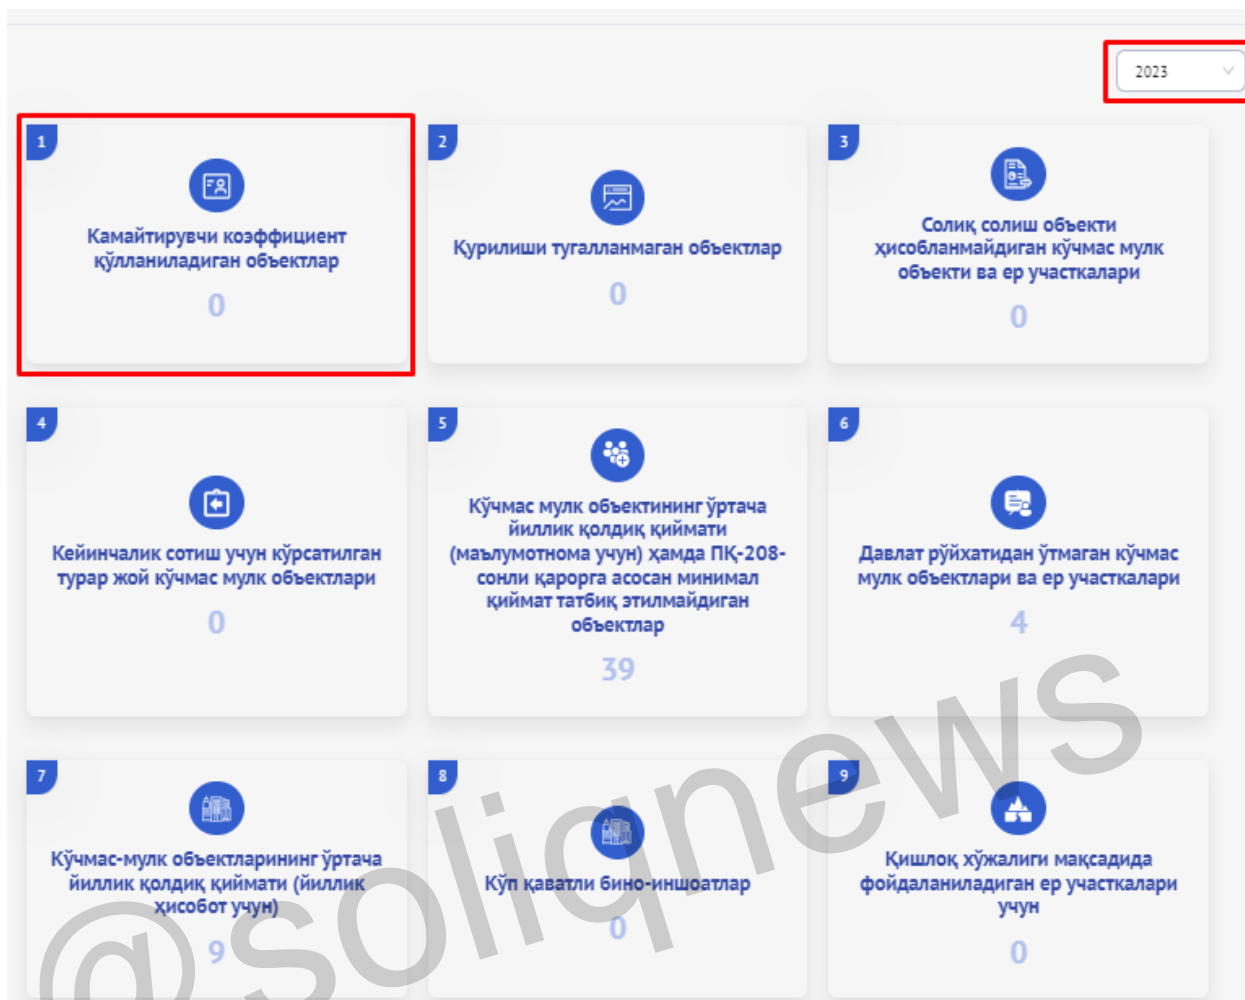 2023
1
Камайтирувчи коэффициент
қўлланиладиган объектлар
0
2
Қурилиши тугалланмаган объектлар
0
3
Солиқ солиш объекти
ҳисобланмайдиган кўчмас мулк
объекти ва ер участкалари
0
4
Кейинчалик сотиш учун кўрсатилган
турар жой кўчмас мулк объектлари
0
5
Кўчмас мулк объектининг ўртача
йиллик қолдиқ қиймати
(маълумотнома учун) ҳамда ПҚ-208-
сонли қарорга асосан минимал
қиймат татбиқ этилмайдиган
объектлар
39
6
Давлат рўйхатидан ўтмаган кўчмас
мулк объектлари ва ер участкалари
4
7
Кўчмас-мулк объектларининг ўртача
йиллик қолдиқ қиймати (йиллик
ҳисобот учун)
9
8
Кўп қаватли бино-иншоатлар
0
9
Қишлоқ хўжалиги мақсадида
фойдаланиладиган ер участкалари
учун
0
@soliqnews